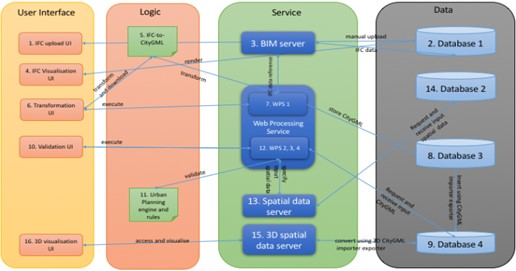 User Interface
Logic
Service
Data
1. IFC upload UI
5. IFC-to-
CityGML
3. BIM server
manual upload
IFC data
2. Database 1
4. IFC Visualisation
UI
render
transform
transform
and download
14. Database 2
6. Transformation
UI
execute
7. WPS 1
Web Processing
Service
store CityGML
Request and
receive input
spatial data
10. Validation UI
execute
12. WPS 2, 3, 4
8. Database 3
validate
specify
input
spatial data
11. Urban
Planning
engine and
rules
13. Spatial data
server
Request and
receive input
CityGML
Insert using CityGML
importer exporter
16. 3D visualisation
UI
access and visualise
15. 3D spatial
data server
convert using 3D CityGML
importer exporter
9. Database 4